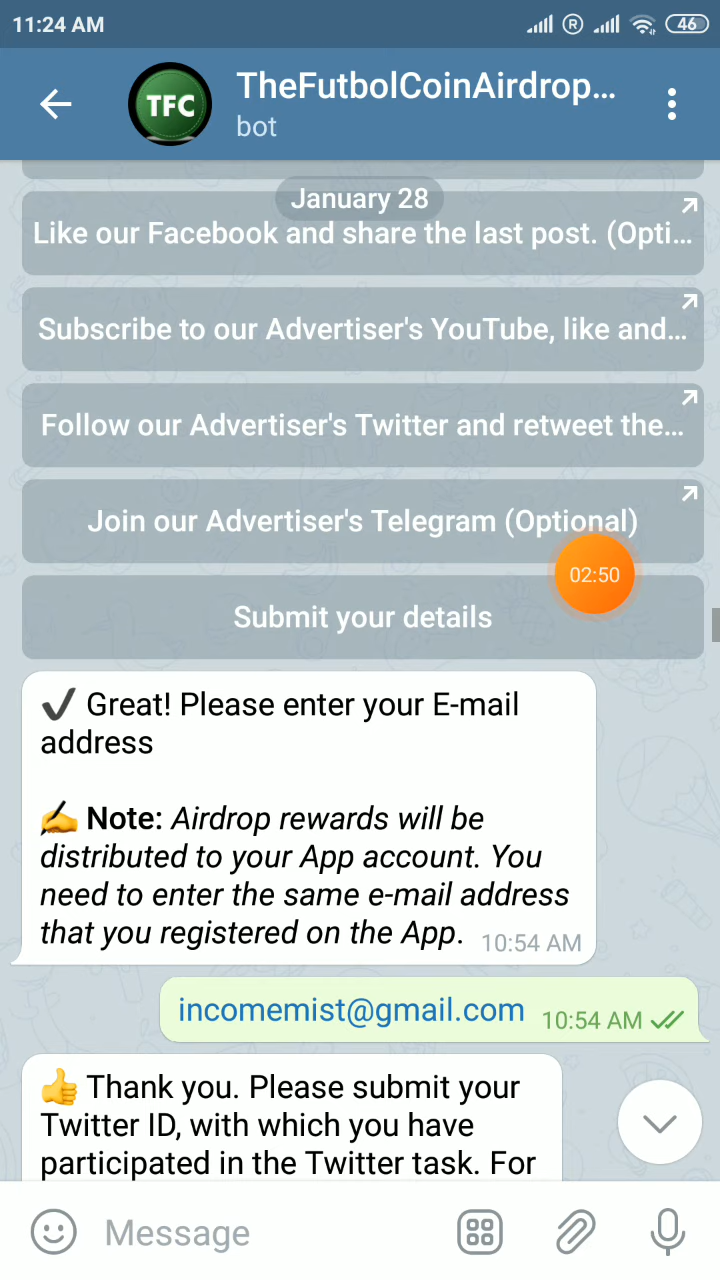 11:24 AM
R
46
TFC
TheFutbolCoinAirdrop...
bot
January 28
Like our Facebook and share the last post. (Opti...
Subscribe to our Advertiser's YouTube, like and...
Follow our Advertiser's Twitter and retweet the...
Join our Advertiser's Telegram (Optional)
02:50
Submit your details
✔️ Great! Please enter your E-mail
address
✍️ Note: Airdrop rewards will be
distributed to your App account. You
need to enter the same e-mail address
that you registered on the App. 10:54 AM
incomemist@gmail.com 10:54 AM
👍 Thank you. Please submit your
Twitter ID, with which you have
participated in the Twitter task. For
Message